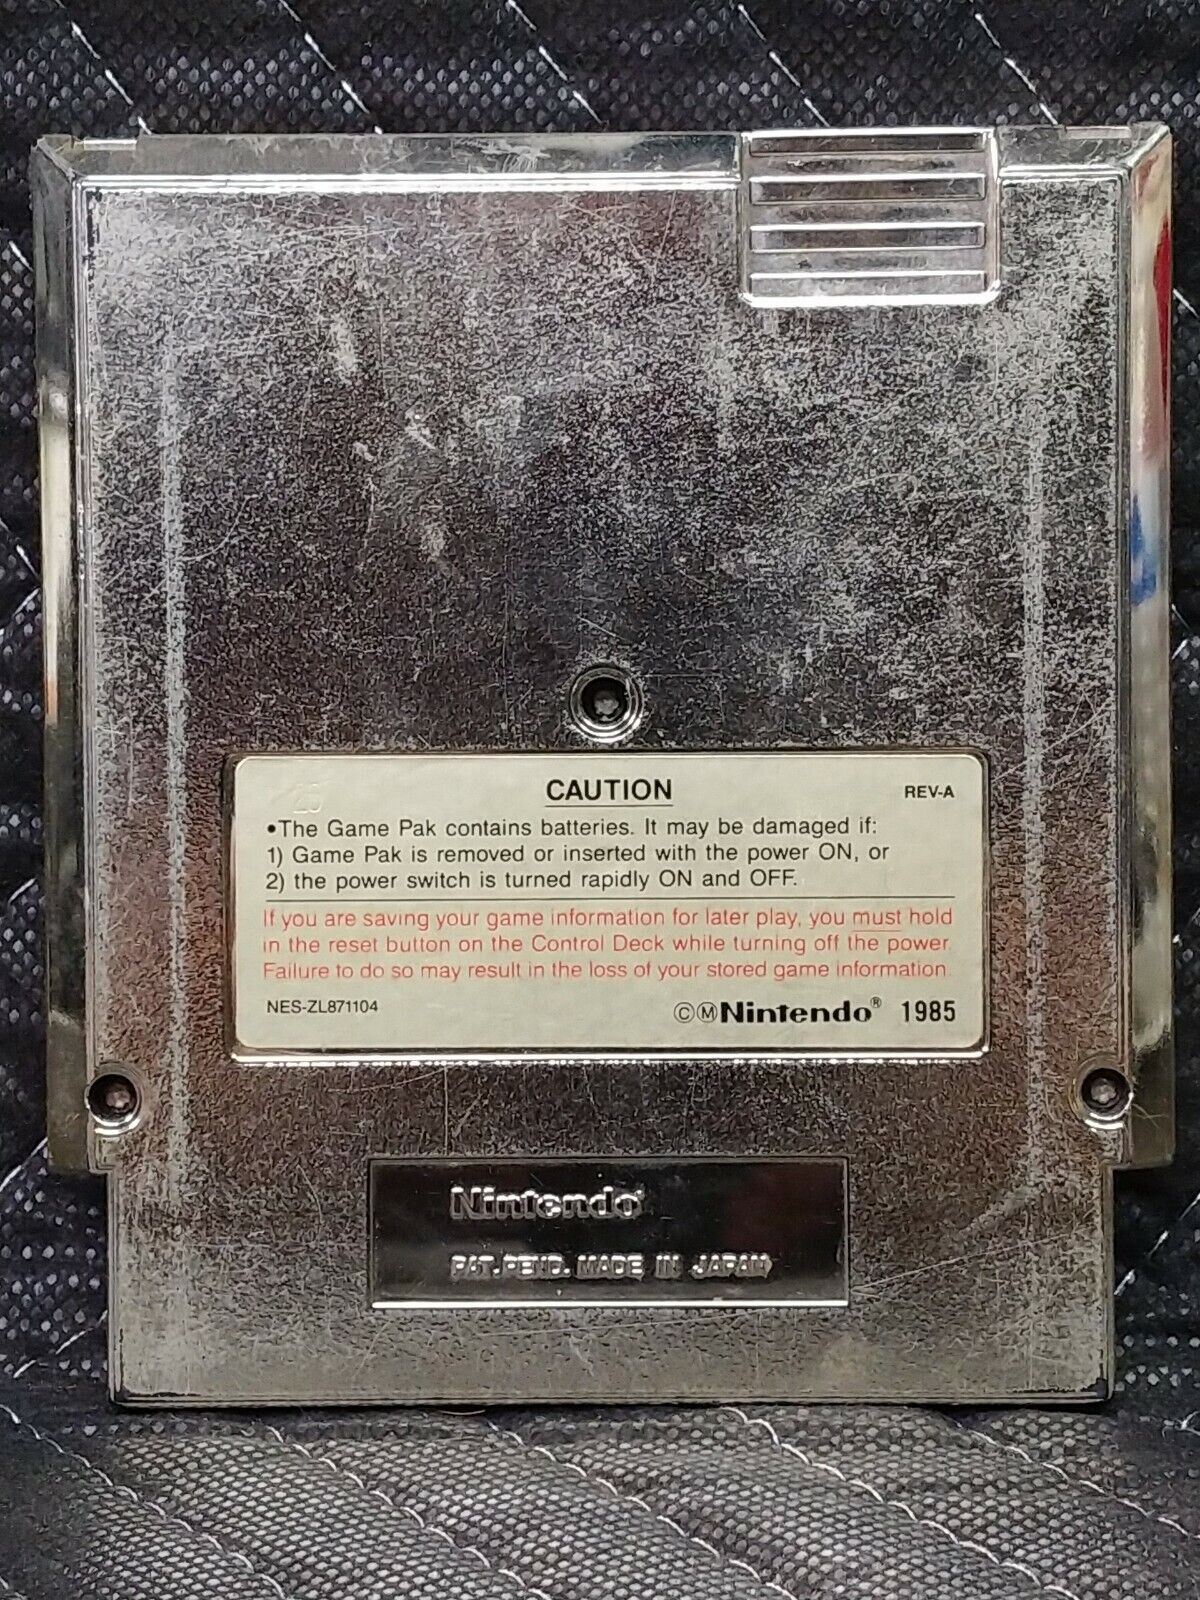 CAUTION
REV-A
•The Game Pak contains batteries. It may be damaged if:
1) Game Pak is removed or inserted with the power ON, or
2) the power switch is turned rapidly ON and OFF.
If you are saving your game information for later play, you must hold
in the reset button on the Control Deck while turning off the power.
Failure to do so may result in the loss of your stored game information.
NES-ZL871104
©ⓂNintendo® 1985
Nintendo®
PAT.PEND. MADE IN JAPAN